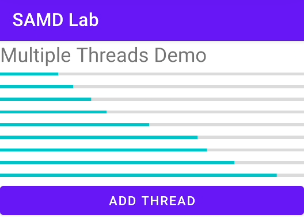 SAMD Lab
Multiple Threads Demo
ADD THREAD